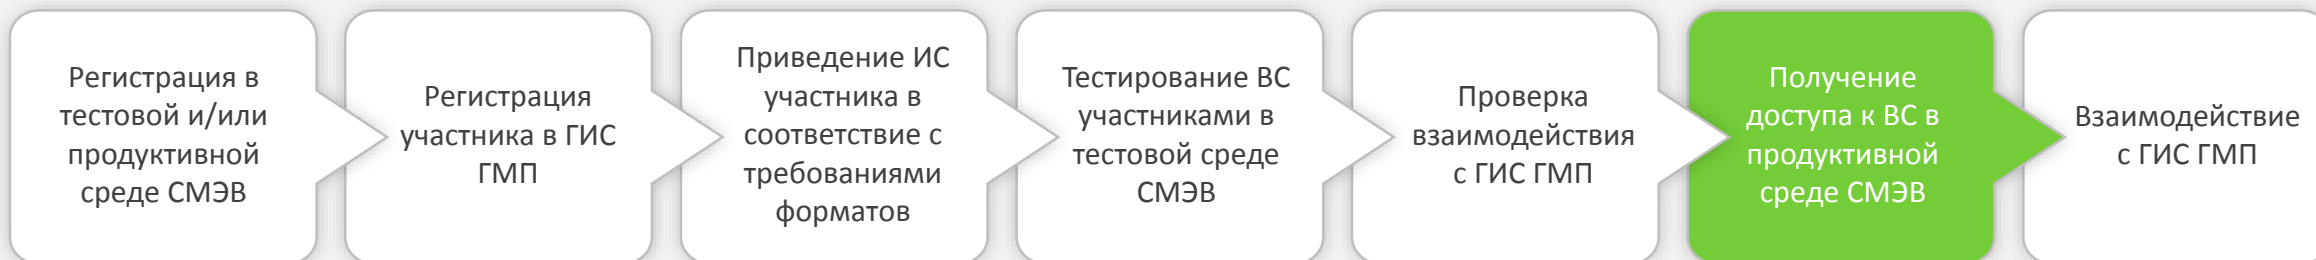 Регистрация в
тестовой и/или
продуктивной
среде СМЭВ
Регистрация
участника в ГИС
ГМП
Приведение ИС
участника в
соответствие с
требованиями
форматов
Тестирование ВС
участниками в
тестовой среде
СМЭВ
Проверка
взаимодействия
с ГИС ГМП
Получение
доступа к ВС в
продуктивной
среде СМЭВ
Взаимодействие
с ГИС ГМП